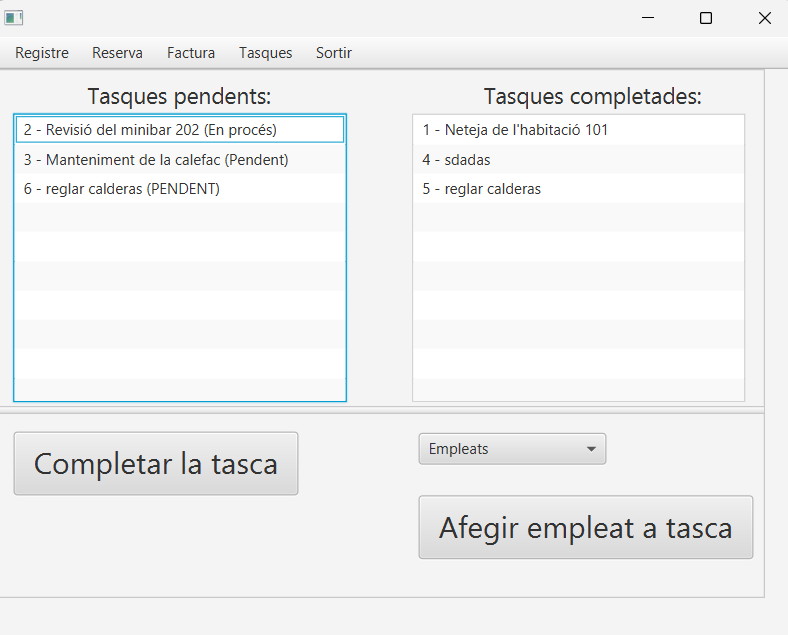 Registre Reserva Factura Tasques Sortir
Tasques pendents:
2 - Revisió del minibar 202 (En procés)
3 - Manteniment de la calefac (Pendent)
6 - reglar calderas (PENDENT)
Tasques completades:
1 - Neteja de l'habitació 101
4 - sdadas
5 - reglar calderas
Completar la tasca
Empleats
Afegir empleat a tasca